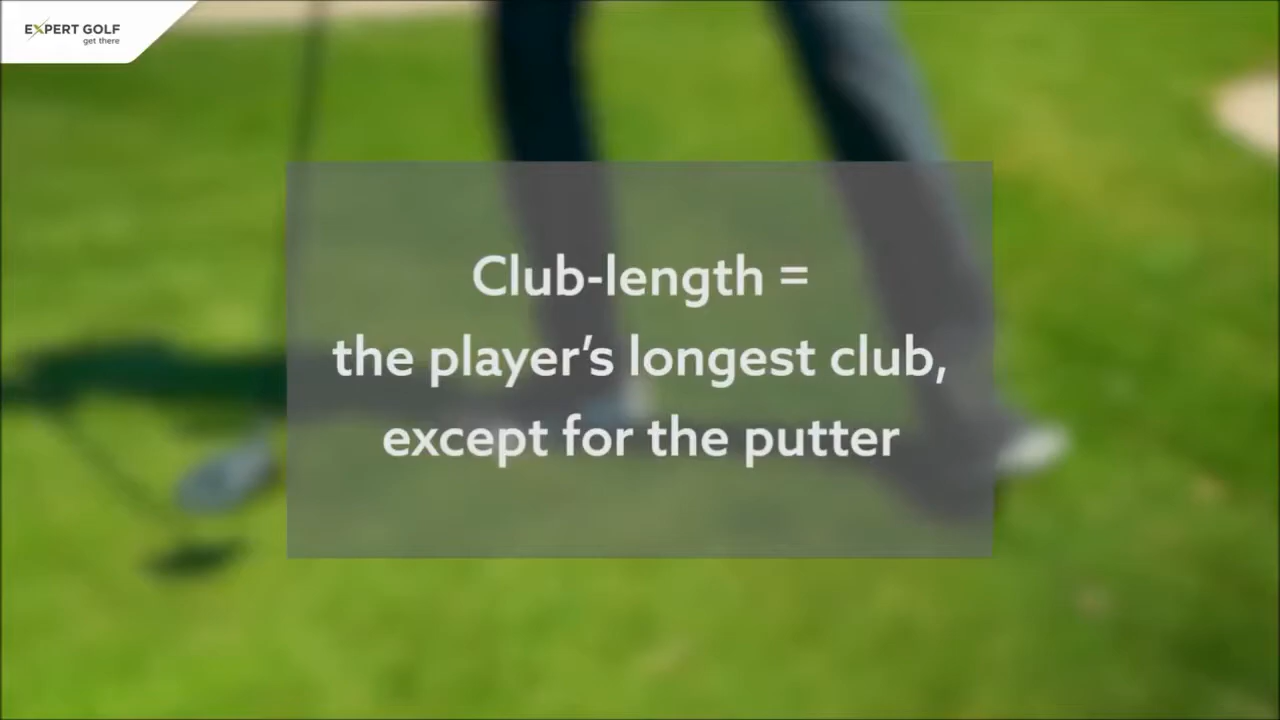 EXPERT GOLF
get there
Club-length =
the player’s longest club,
except for the putter